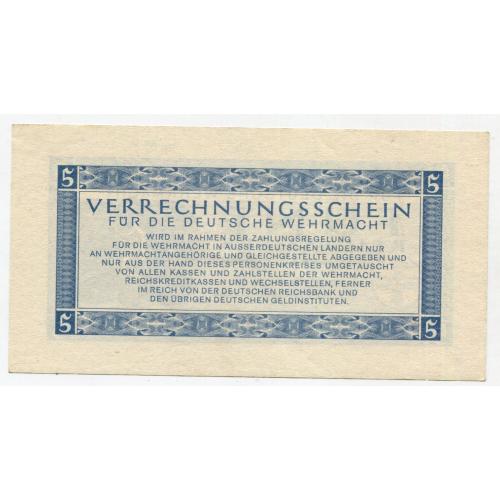 5 5
VERRECHNUNGSSCHEIN
FÜR DIE DEUTSCHE WEHRMACHT
WIRD IM RAHMEN DER ZAHLUNGSREGELUNG
FÜR DIE WEHRMACHT IN AUSSERDEUTSCHEN LÄNDERN NUR
AN WEHRMACHTANGEHÖRIGE UND GLEICHGESTELLTE ABGEGEBEN UND
NUR AUS DER HAND DIESES PERSONENKREISES UMGETAUSCHT
VON ALLEN KASSEN UND ZAHLSTELLEN DER WEHRMACHT,
REICHSKREDITKASSEN UND WECHSELSTELLEN, FERNER
IM REICH VON DER DEUTSCHEN REICHSBANK UND
DEN ÜBRIGEN DEUTSCHEN GELDINSTITUTEN.
5 5